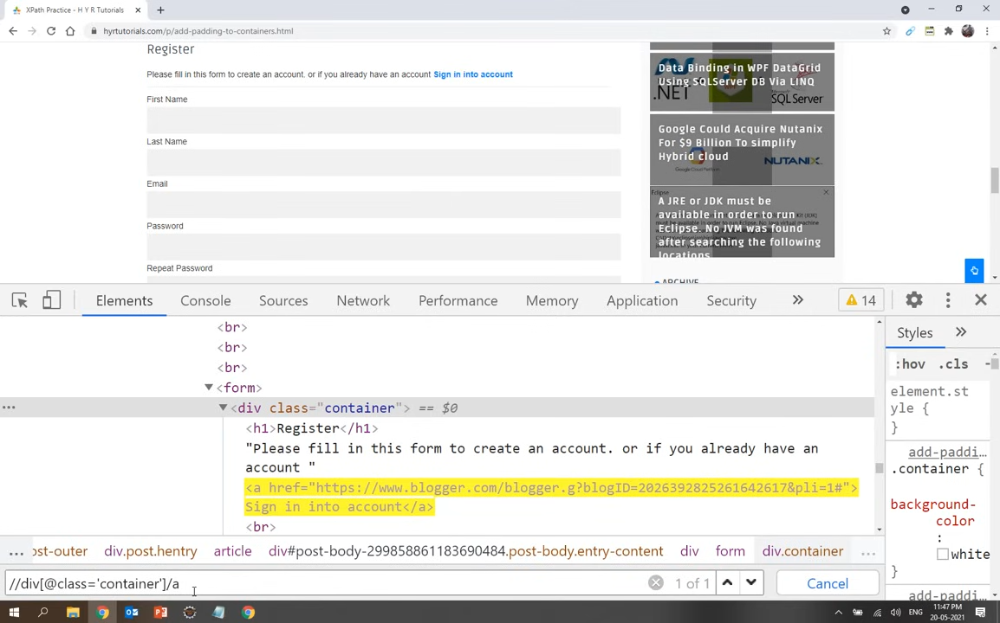 XPath Practice - H Y R Tutorials
hyrtutorials.com/p/add-padding-to-containers.html
Register
Please fill in this form to create an account. or if you already have an account Sign in into account
First Name
Last Name
Email
Password
Repeat Password
Data Binding in WPF DataGrid
Using SQLServer DB Via LINQ
.NET
SQL Server
Google Could Acquire Nutanix
For $9 Billion To simplify
Hybrid cloud
NUTANIX
Eclipse
A JRE or JDK must be
available in order to run
Eclipse. No JVM was found
after searching the following
locations
ARCHIVE
Elements
Console
Sources
Network
Performance
Memory
Application
Security
14
<br>
<br>
<br>
<form>
<div class="container"> == $0
<h1>Register</h1>
"Please fill in this form to create an account. or if you already have an
account "
<a href="https://www.blogger.com/blogger.g?blogID=2026392825261642617&pli=1#">
Sign in into account</a>
<br>
Styles
:hov .cls
element.st
yle {
}
add-paddi…
.container {
background-
color
:
white
}
add-paddi…
... ost-outer div.post.hentry article div#post-body-299858861183690484.post-body.entry-content div form div.container ...
//div[@class='container']/a
1 of 1
Cancel
ENG
11:47 PM
20-05-2021